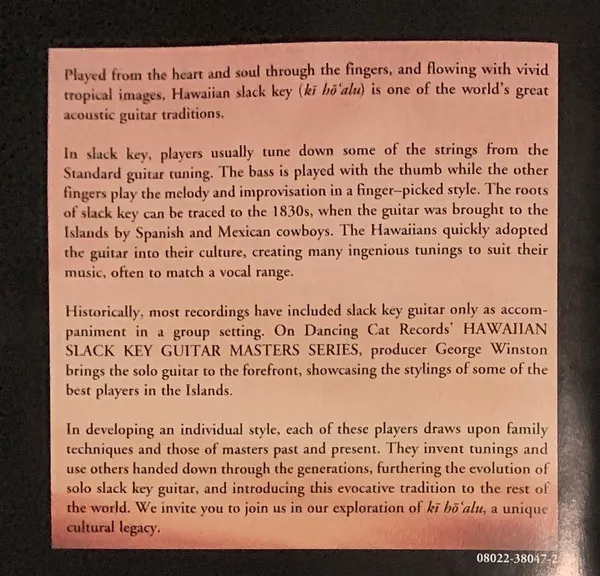 Played from the heart and soul through the fingers, and flowing with vivid
tropical images, Hawaiian slack key (kī hō‘alu) is one of the world’s great
acoustic guitar traditions.
In slack key, players usually tune down some of the strings from the
Standard guitar tuning. The bass is played with the thumb while the other
fingers play the melody and improvisation in a finger–picked style. The roots
of slack key can be traced to the 1830s, when the guitar was brought to the
Islands by Spanish and Mexican cowboys. The Hawaiians quickly adopted
the guitar into their culture, creating many ingenious tunings to suit their
music, often to match a vocal range.
Historically, most recordings have included slack key guitar only as accom-
paniment in a group setting. On Dancing Cat Records’ HAWAIIAN
SLACK KEY GUITAR MASTERS SERIES, producer George Winston
brings the solo guitar to the forefront, showcasing the stylings of some of the
best players in the Islands.
In developing an individual style, each of these players draws upon family
techniques and those of masters past and present. They invent tunings and
use others handed down through the generations, furthering the evolution of
solo slack key guitar, and introducing this evocative tradition to the rest of
the world. We invite you to join us in our exploration of kī hō‘alu, a unique
cultural legacy.
08022-38047-2